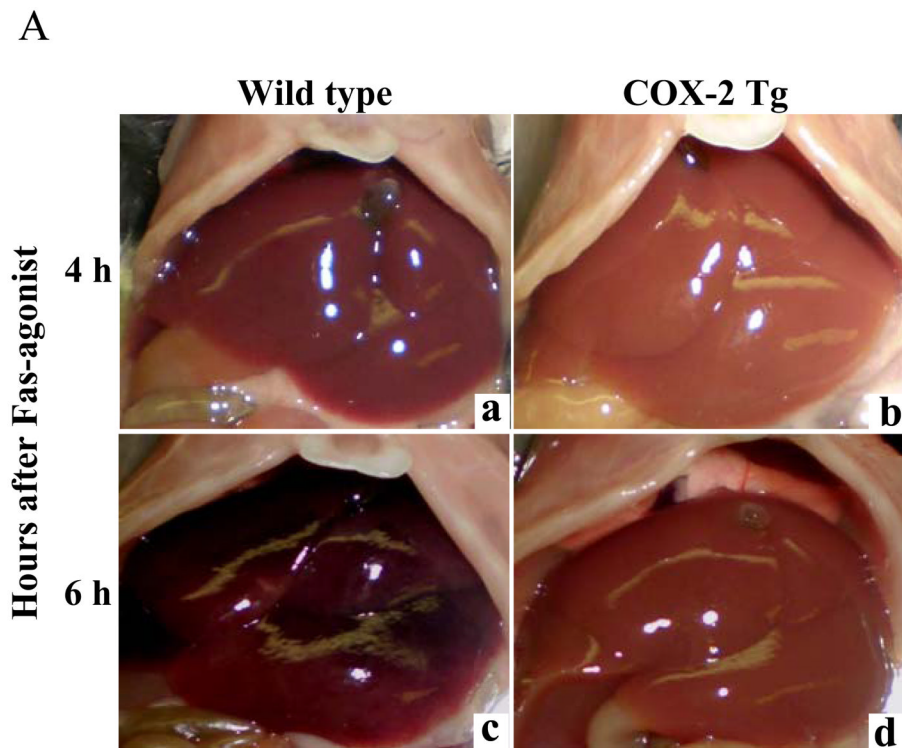 A
Wild type
COX-2 Tg
Hours after Fas-agonist
4 h
a
b
6 h
c
d